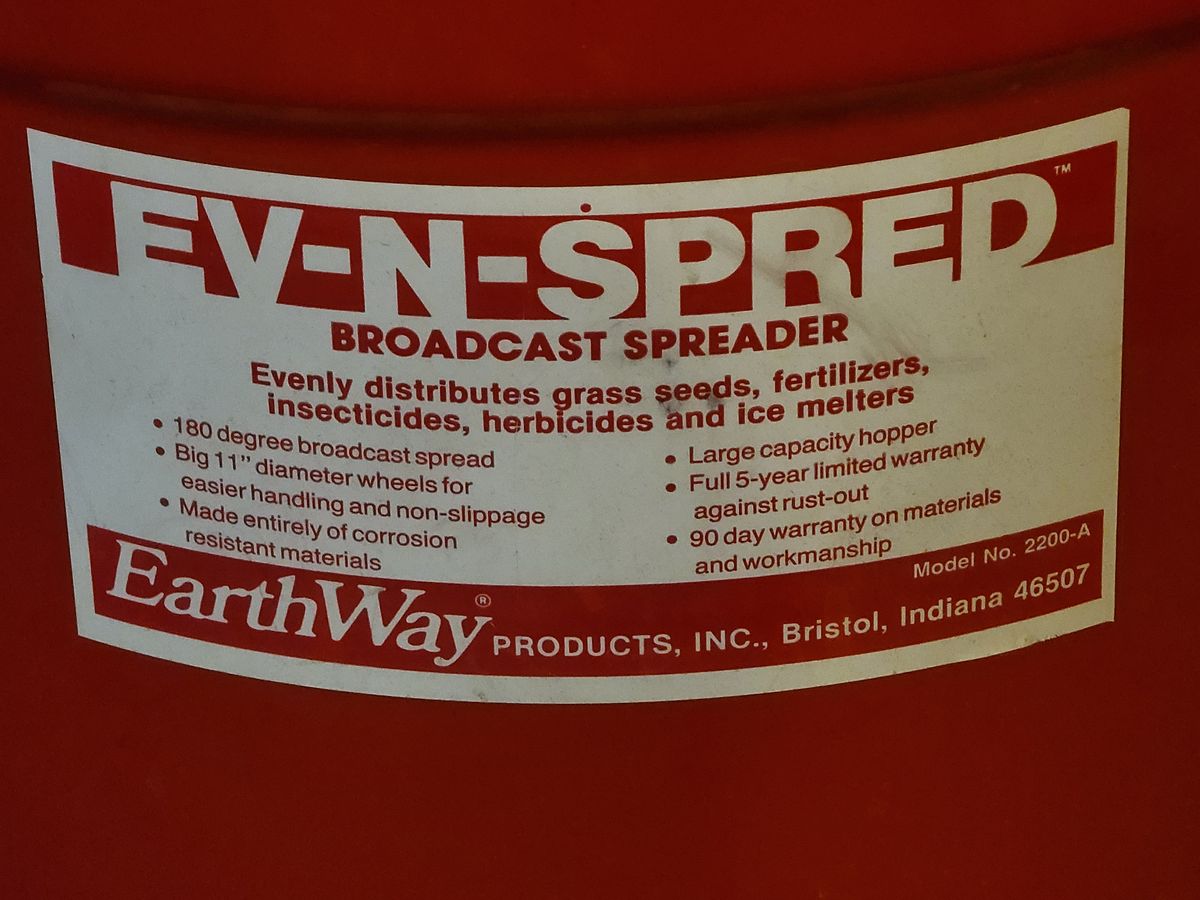 EV-N-SPRED™
BROADCAST SPREADER
Evenly distributes grass seeds, fertilizers,
insecticides, herbicides and ice melters
• 180 degree broadcast spread
• Big 11” diameter wheels for
easier handling and non-slippage
• Made entirely of corrosion
resistant materials
• Large capacity hopper
• Full 5-year limited warranty
against rust-out
• 90 day warranty on materials
and workmanship
Model No. 2200-A
EarthWay® PRODUCTS, INC., Bristol, Indiana 46507